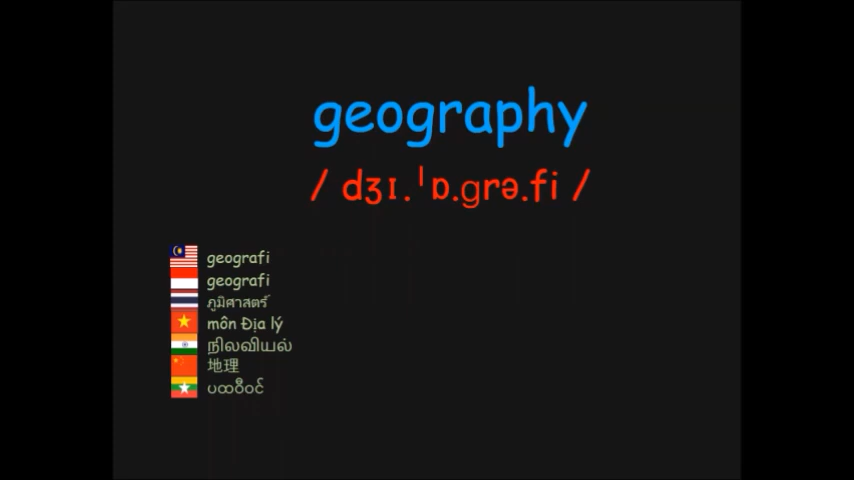 geography
/ dʒɪ.ˈɒ.grə.fi /
geografi
geografi
ภูมิศาสตร์
môn Địa lý
நிலவியல்
地理
ပထဝီဝင်